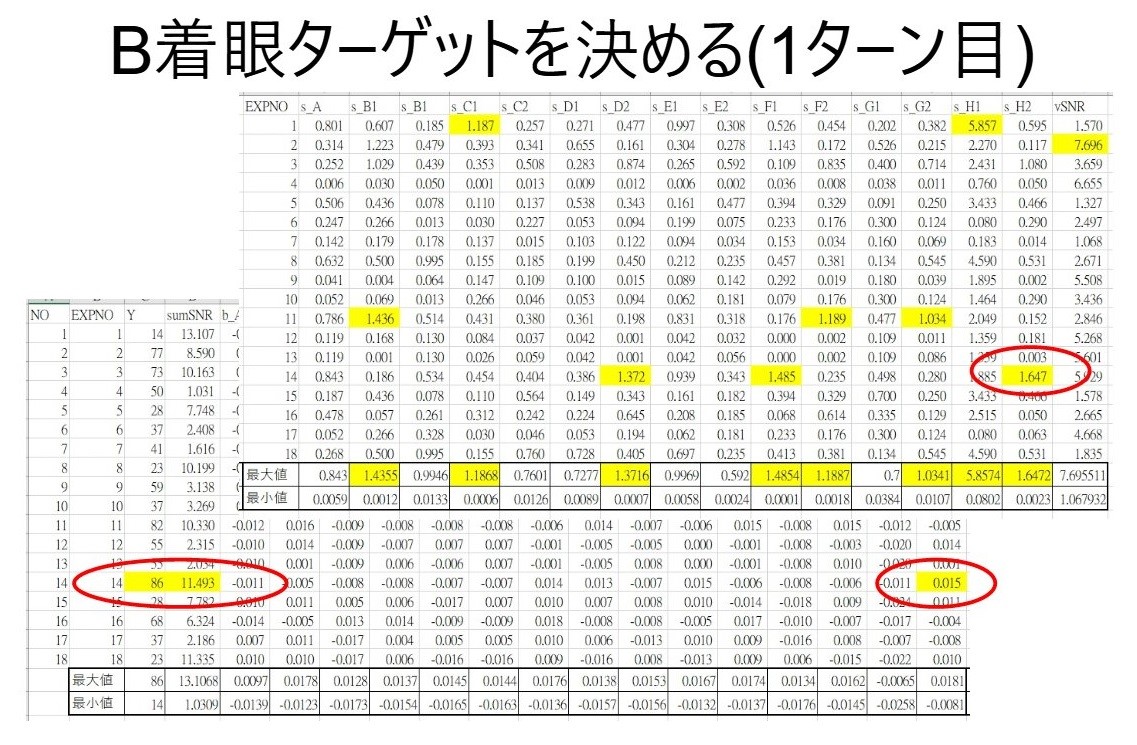 B着眼ターゲットを決める(1ターン目)
EXPNO s_A s_B1 s_B1 s_C1 s_C2 s_D1 s_D2 s_E1 s_E2 s_F1 s_F2 s_G1 s_G2 s_H1 s_H2 vSNR
1 0.801 0.607 0.185 1.187 0.257 0.271 0.477 0.997 0.308 0.526 0.454 0.202 0.382 5.857 0.595 1.570
2 0.314 1.223 0.479 0.393 0.341 0.655 0.161 0.304 0.278 1.143 0.172 0.526 0.215 2.270 0.117 7.696
3 0.252 1.029 0.439 0.353 0.508 0.283 0.874 0.265 0.592 0.109 0.835 0.400 0.714 2.431 1.080 3.659
4 0.006 0.030 0.050 0.001 0.013 0.009 0.012 0.006 0.002 0.036 0.008 0.038 0.011 0.760 0.050 6.655
5 0.506 0.436 0.078 0.110 0.137 0.538 0.343 0.161 0.477 0.394 0.329 0.091 0.250 3.433 0.466 1.327
6 0.247 0.266 0.013 0.030 0.227 0.053 0.094 0.199 0.075 0.233 0.176 0.300 0.124 0.080 0.290 2.497
7 0.142 0.179 0.178 0.137 0.015 0.103 0.122 0.094 0.034 0.153 0.034 0.160 0.069 0.183 0.014 1.068
8 0.632 0.500 0.995 0.155 0.185 0.199 0.450 0.212 0.235 0.457 0.381 0.134 0.545 4.590 0.531 2.671
9 0.041 0.004 0.064 0.147 0.109 0.100 0.015 0.089 0.142 0.292 0.019 0.180 0.039 1.895 0.002 5.508
10 0.052 0.069 0.013 0.266 0.046 0.053 0.094 0.062 0.181 0.079 0.176 0.300 0.124 1.464 0.290 3.436
11 0.786 1.436 0.514 0.431 0.380 0.361 0.198 0.831 0.318 0.176 1.189 0.477 1.034 2.049 0.152 2.846
12 0.119 0.168 0.130 0.084 0.037 0.042 0.001 0.042 0.032 0.000 0.002 0.109 0.011 1.359 0.181 5.268
13 0.119 0.001 0.130 0.026 0.059 0.042 0.001 0.042 0.056 0.000 0.002 0.109 0.086 0.003
14 0.843 0.186 0.534 0.454 0.404 0.386 1.372 0.939 0.343 1.485 0.235 0.498 0.280 1.647
15 0.187 0.436 0.078 0.110 0.564 0.149 0.343 0.161 0.182 0.394 0.329 0.700 0.250 3.433 0.466 1.578
16 0.478 0.057 0.261 0.312 0.242 0.224 0.645 0.208 0.185 0.068 0.614 0.335 0.129 2.515 0.050 2.665
17 0.052 0.266 0.328 0.030 0.046 0.053 0.194 0.062 0.181 0.233 0.176 0.300 0.124 0.080 0.063 4.668
18 0.268 0.500 0.995 0.155 0.760 0.728 0.405 0.697 0.235 0.413 0.381 0.134 0.545 4.590 0.531 1.835
最大値 0.843 1.4355 0.9946 1.1868 0.7601 0.7277 1.3716 0.9969 0.592 1.4854 1.1887 0.7 1.0341 5.8574 1.6472 7.695511
最小値 0.0059 0.0012 0.0133 0.0006 0.0126 0.0089 0.0007 0.0058 0.0024 0.0001 0.0018 0.0384 0.0107 0.0802 0.0023 1.067932
NO EXPNO Y sumSNR
1 1 14 13.107
2 2 77 8.590
3 3 73 10.163
4 4 50 1.031
5 5 28 7.748
6 6 37 2.408
7 7 41 1.616
8 8 23 10.199
9 9 59 3.138
10 10 37 3.269
11 11 82 10.330 -0.012 0.016 -0.009 -0.008 -0.008 -0.008 -0.006 0.014 -0.007 -0.006 0.015 -0.008 0.015 -0.012 -0.005
12 12 55 2.315 -0.010 0.014 -0.009 -0.007 0.007 0.007 -0.001 -0.005 -0.005 0.000 -0.001 -0.008 -0.003 -0.020 0.014
13 13 55 2.034 -0.010 0.001 -0.009 -0.006 -0.006 0.007 -0.001 -0.005 0.008 0.000 -0.001 -0.008 0.010 -0.020 0.001
14 14 86 11.493 -0.011 -0.005 -0.008 -0.008 -0.007 -0.007 0.014 0.013 -0.007 0.015 -0.006 -0.008 -0.006 -0.011 0.015
15 15 28 7.782 -0.010 0.011 0.005 0.006 -0.017 0.007 0.010 0.007 0.008 0.010 -0.014 -0.018 0.009 -0.024 0.011
16 16 68 6.324 -0.014 -0.005 0.013 0.014 -0.009 -0.009 0.018 -0.008 -0.008 -0.005 0.017 -0.010 -0.007 -0.017 -0.004
17 17 37 2.186 0.007 0.011 -0.017 0.004 0.005 0.005 0.010 0.006 -0.013 0.010 0.009 -0.016 0.008 -0.007 -0.008
18 18 23 11.335 0.010 0.010 -0.017 0.006 -0.016 -0.016 0.009 -0.016 0.008 -0.013 0.009 0.006 -0.015 -0.022 0.010
最大値 86 13.1068 0.0097 0.0178 0.0128 0.0137 0.0145 0.0144 0.0176 0.0138 0.0153 0.0167 0.0174 0.0134 0.0162 -0.0065 0.0181
最小値 14 1.0309 -0.0139 -0.0123 -0.0173 -0.0154 -0.0165 -0.0163 -0.0136 -0.0157 -0.0156 -0.0132 -0.0137 -0.0176 -0.0145 -0.0258 -0.0081